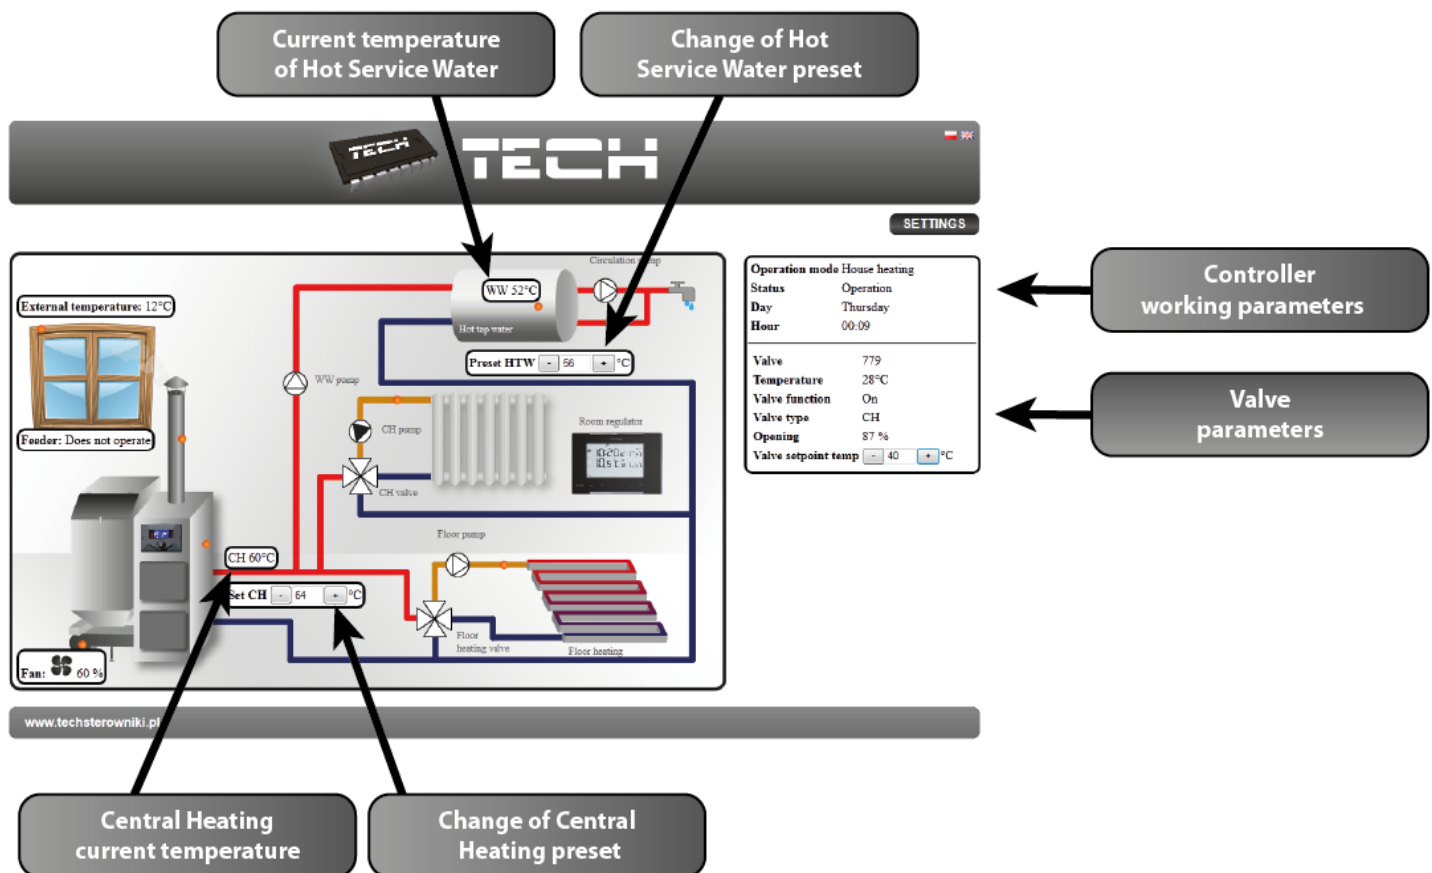 Current temperature
of Hot Service Water
Change of Hot
Service Water preset
TECH
TECH
SETTINGS
Circulation
External temperature: 12°C
WW 52°C
Hot tap water
Preset HTW - 56 + °C
WW pump
CH pump
Room regulator
CH valve
Feeder: Does not operate
Floor pump
CH 60°C
Set CH - 64 + °C
Floor
heating valve
Floor heating
Fan: 60 %
Operation mode House heating
Status Operation
Day Thursday
Hour 00:09
Valve 779
Temperature 28°C
Valve function On
Valve type CH
Opening 87 %
Valve setpoint temp - 40 + °C
Controller
working parameters
Valve
parameters
www.techsterowniki.pl
Central Heating
current temperature
Change of Central
Heating preset